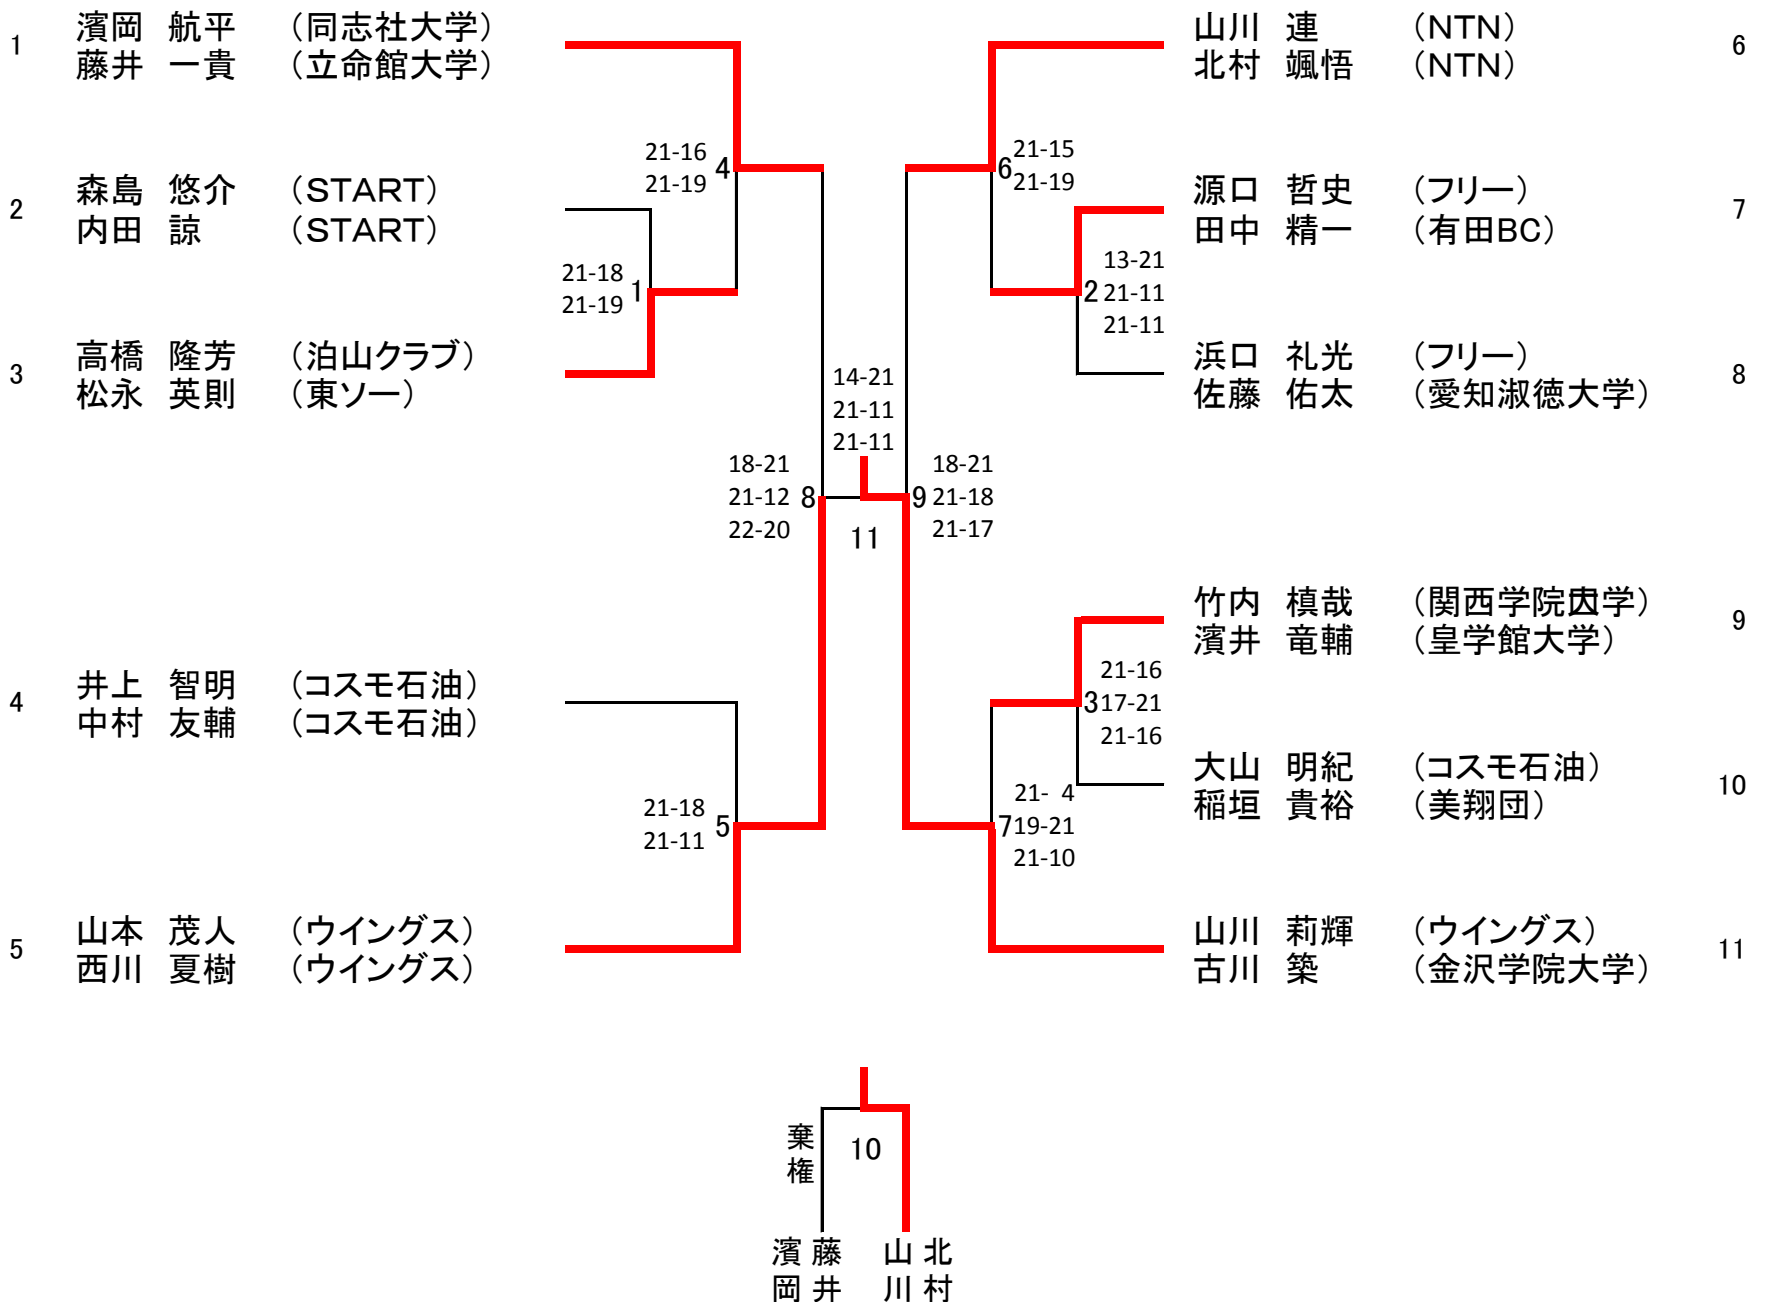 1 濱岡 航平 (同志社大学)
藤井 一貴 (立命館大学)
2 森島 悠介 (START)
内田 諒 (START)
3 高橋 隆芳 (泊山クラブ)
松永 英則 (東ソー)
4 井上 智明 (コスモ石油)
中村 友輔 (コスモ石油)
5 山本 茂人 (ウイングス)
西川 夏樹 (ウイングス)
21-16
4
21-19
21-18
1
21-19
18-21
21-12 8
22-20
21-18
5
21-11
14-21
21-11
21-11
11
山川 連 (NTN) 6
北村 颯悟 (NTN)
源口 哲史 (フリー) 7
田中 精一 (有田BC)
浜口 礼光 (フリー) 8
佐藤 佑太 (愛知淑徳大学)
竹内 槙哉 (関西学院大学) 9
濱井 竜輔 (皇学館大学)
大山 明紀 (コスモ石油) 10
稲垣 貴裕 (美翔団)
山川 莉輝 (ウイングス) 11
古川 築 (金沢学院大学)
21-15
6
21-19
13-21
2 21-11
21-11
18-21
9 21-18
21-17
21-16
3 17-21
21-16
21- 4
7 19-21
21-10
棄権
10
濱岡
藤井
山川
北村